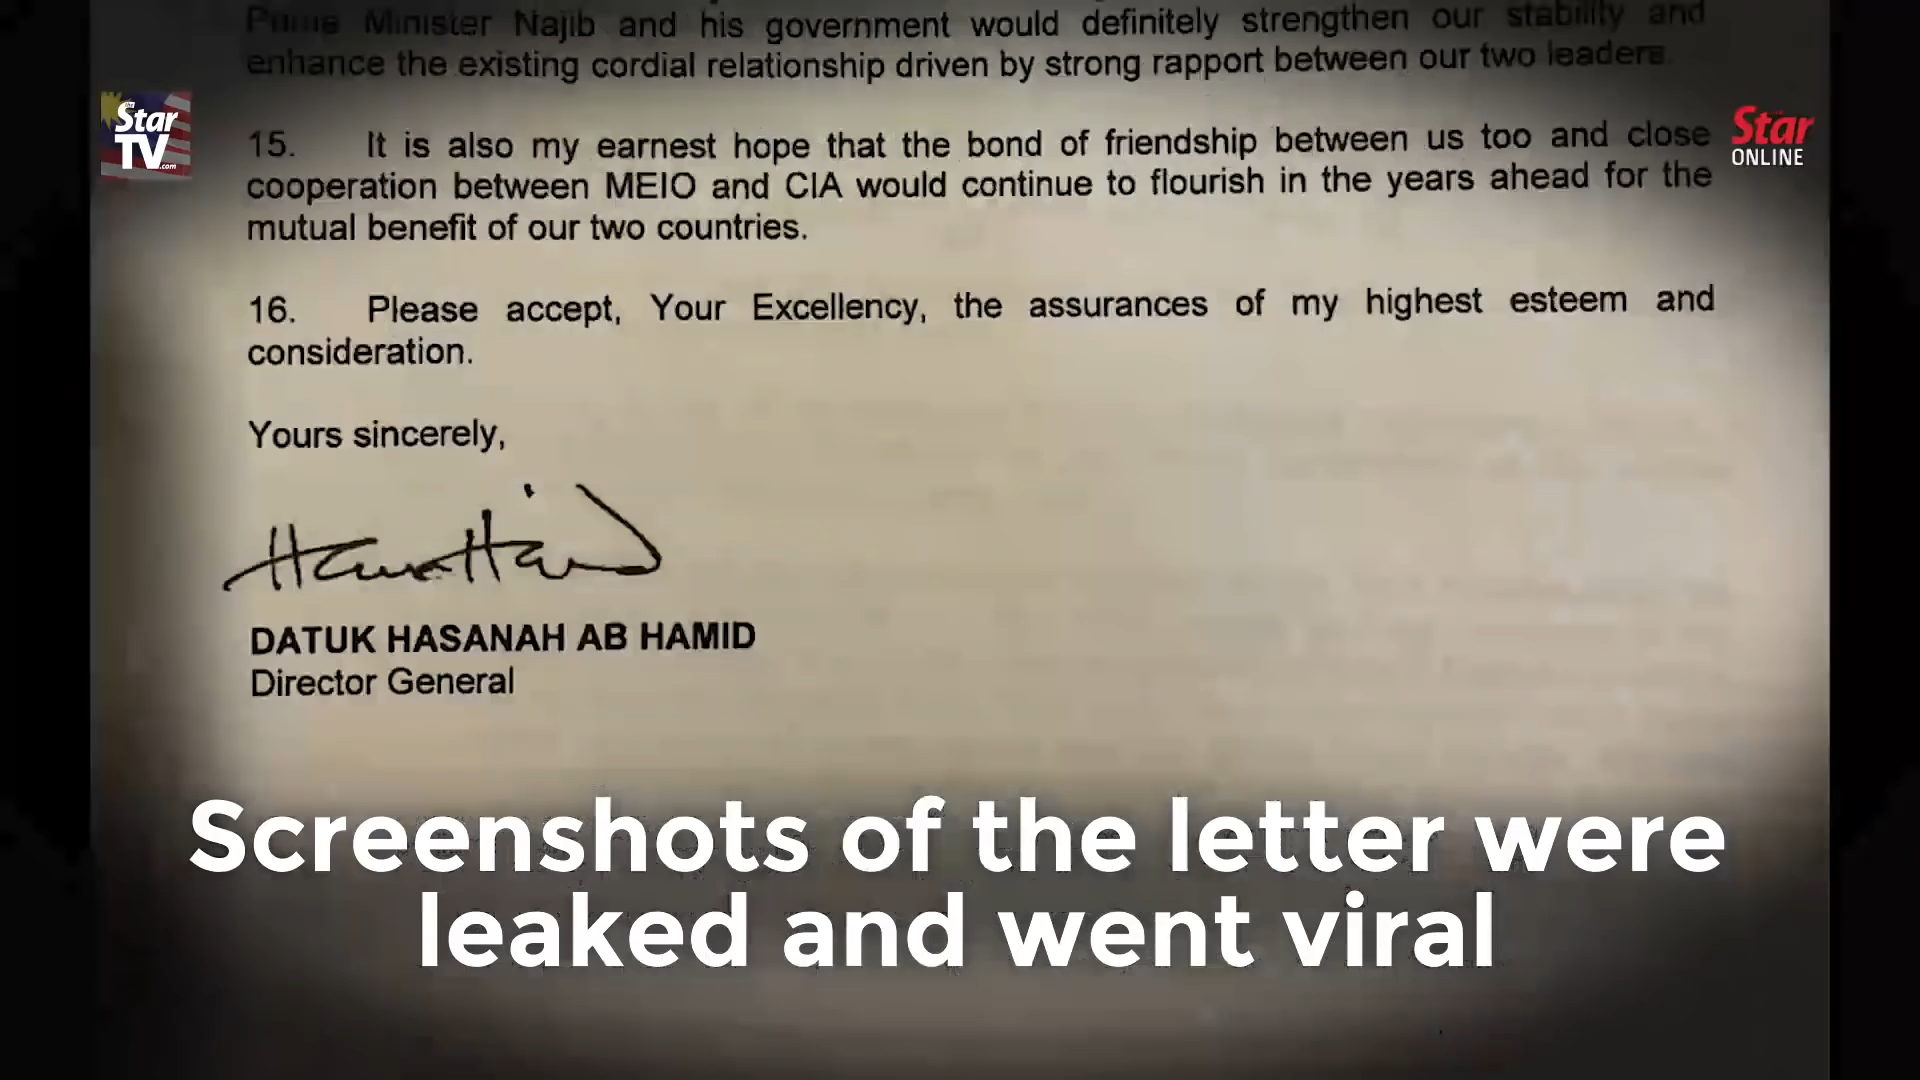 Prime Minister Najib and his government would definitely strengthen our stability and
enhance the existing cordial relationship driven by strong rapport between our two leaders.
the
Star
TV
.com
Star
ONLINE
15. It is also my earnest hope that the bond of friendship between us too and close
cooperation between MEIO and CIA would continue to flourish in the years ahead for the
mutual benefit of our two countries.
16. Please accept, Your Excellency, the assurances of my highest esteem and
consideration.
Yours sincerely,
DATUK HASANAH AB HAMID
Director General
Screenshots of the letter were
leaked and went viral